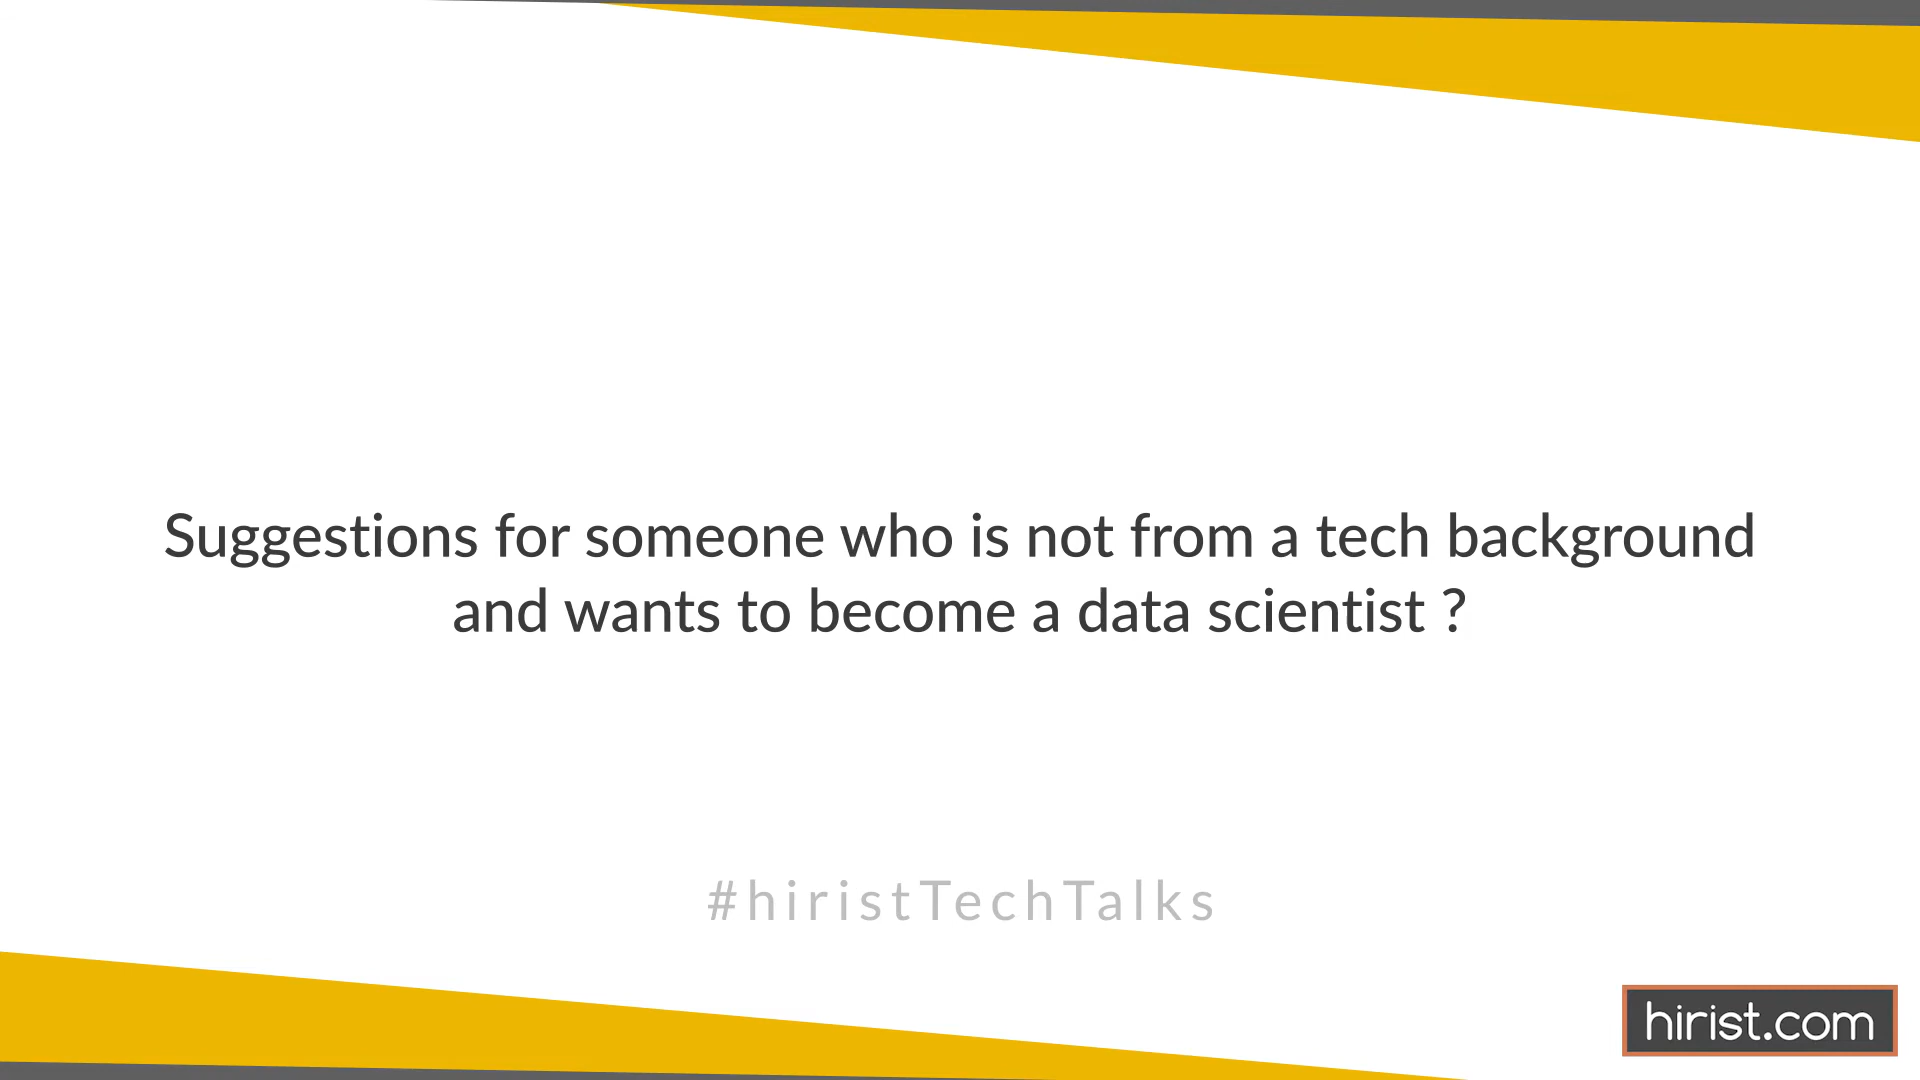 Suggestions for someone who is not from a tech background
and wants to become a data scientist ?
#hiristTechTalks
hirist.com